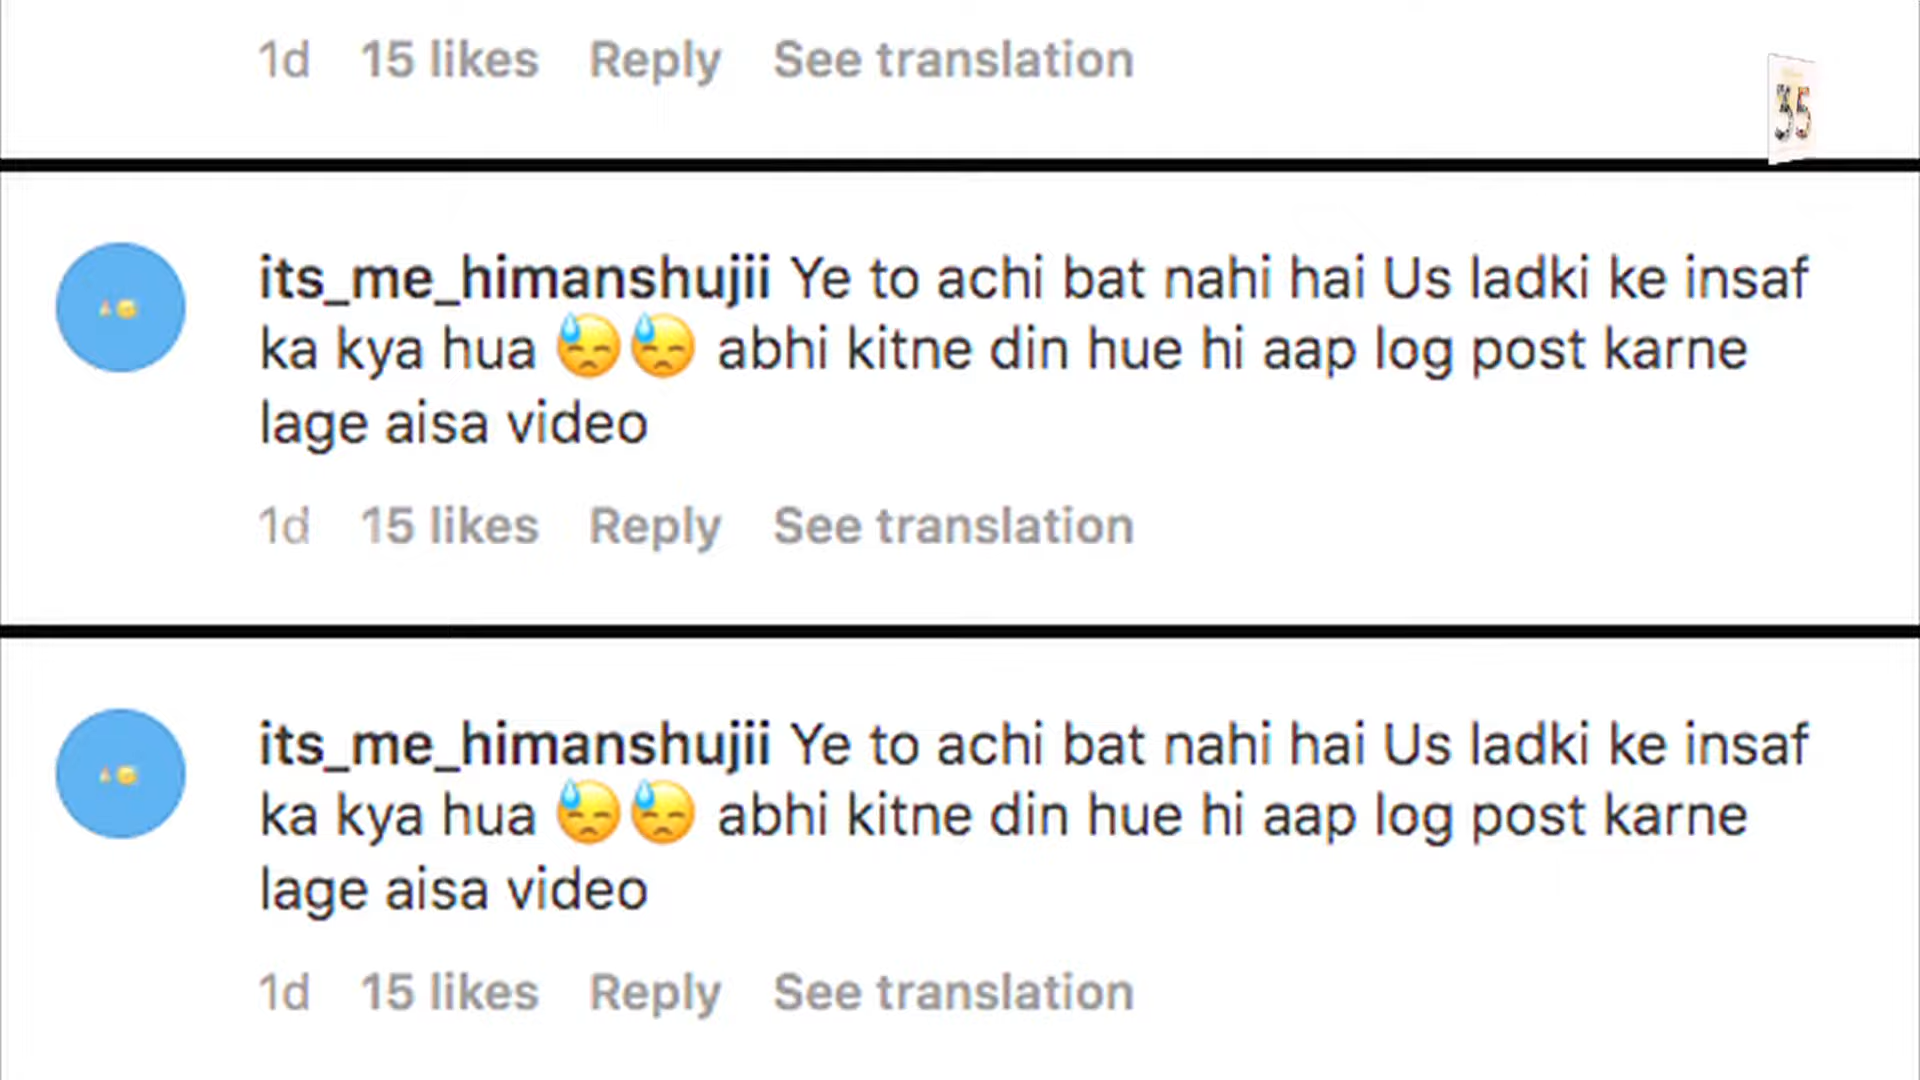 1d 15 likes Reply See translation
35
its_me_himanshujii Ye to achi bat nahi hai Us ladki ke insaf
ka kya hua 😓😓 abhi kitne din hue hi aap log post karne
lage aisa video
1d 15 likes Reply See translation
its_me_himanshujii Ye to achi bat nahi hai Us ladki ke insaf
ka kya hua 😓😓 abhi kitne din hue hi aap log post karne
lage aisa video
1d 15 likes Reply See translation